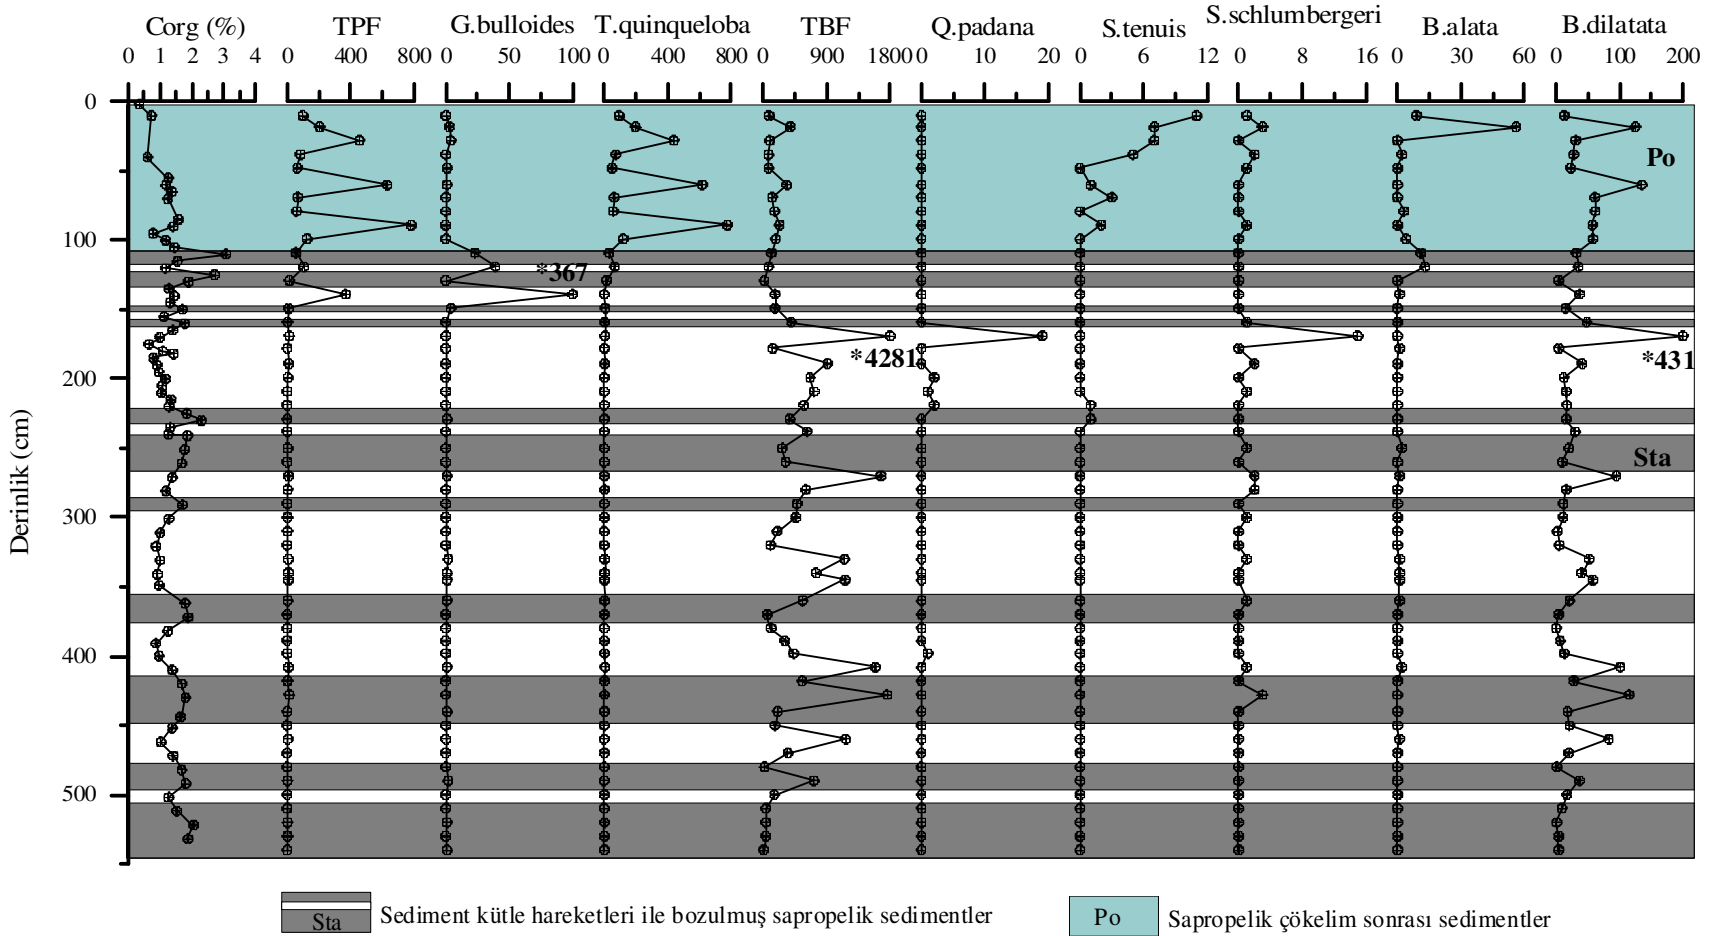 Corg (%) TPF G.bulloides T.quinqueloba TBF Q.padana S.tenuis S.schlumbergeri B.alata B.dilatata
0 1 2 3 4 0 400 800 0 50 100 0 400 800 0 900 1800 0 10 20 0 6 12 0 8 16 0 30 60 0 100 200
0
Po
100
*367
*4281 *431
200
Sta
300
400
500
Derinlik (cm)
Sta Sediment kütle hareketleri ile bozulmuş sapropelik sedimentler
Po Sapropelik çökelim sonrası sedimentler